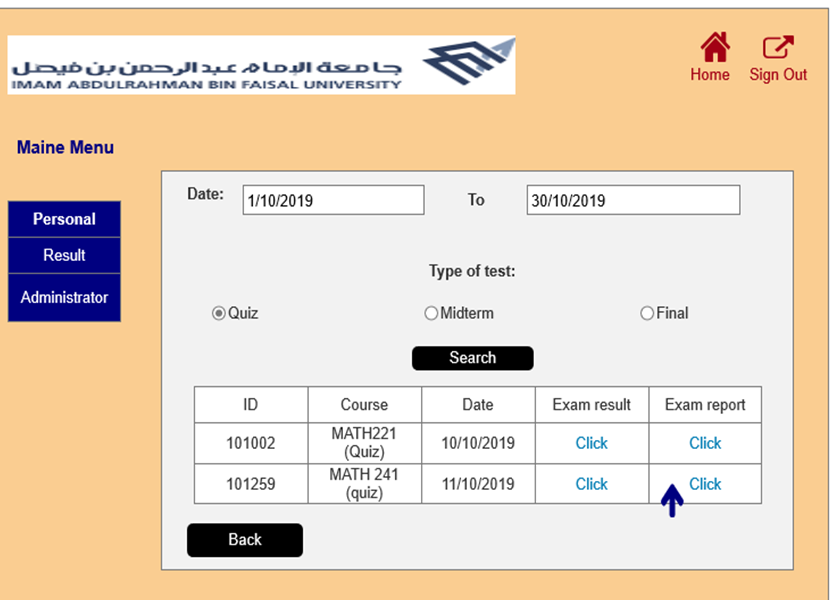 جامعة الإمام عبد الرحمن بن فيصل
IMAM ABDULRAHMAN BIN FAISAL UNIVERSITY
Home
Sign Out
Maine Menu
Personal
Result
Administrator
Date: 1/10/2019 To 30/10/2019
Type of test:
Quiz Midterm Final
Search
ID Course Date Exam result Exam report
101002 MATH221 (Quiz) 10/10/2019 Click Click
101259 MATH 241 (quiz) 11/10/2019 Click Click
Back